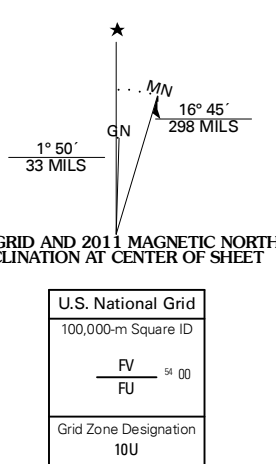 ★
MN
GN
16° 45´
298 MILS
1° 50´
33 MILS
GRID AND 2011 MAGNETIC NORTH
CLINATION AT CENTER OF SHEET
U.S. National Grid
100,000-m Square ID
FV
54 00
FU
Grid Zone Designation
10U